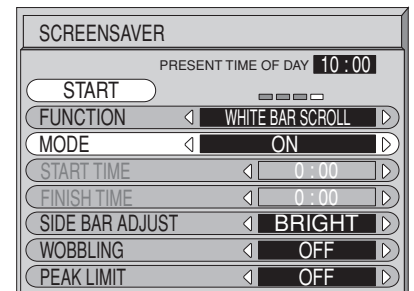 SCREENSAVER
PRESENT TIME OF DAY 10 : 00
START
FUNCTION WHITE BAR SCROLL
MODE ON
START TIME 0 : 00
FINISH TIME 0 : 00
SIDE BAR ADJUST BRIGHT
WOBBLING OFF
PEAK LIMIT OFF